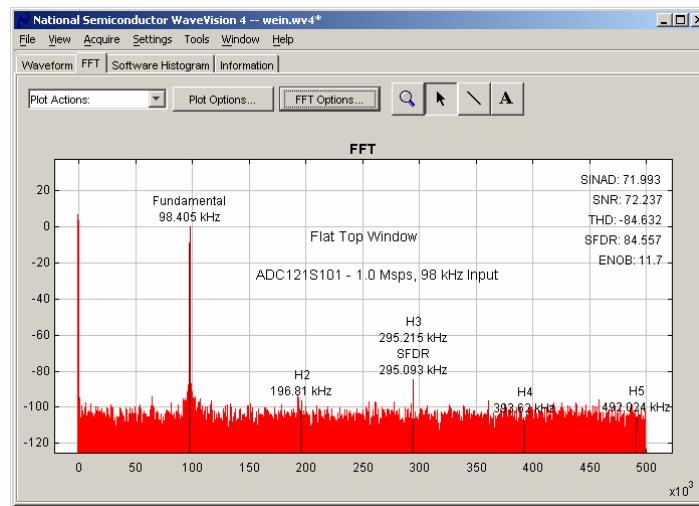 National Semiconductor WaveVision 4 -- wein.wv4*
File View Acquire Settings Tools Window Help
Waveform FFT Software Histogram Information
Plot Actions: Plot Options... FFT Options... A
FFT
SINAD: 71.993
SNR: 72.237
THD: -84.632
SFDR: 84.557
ENOB: 11.7
Fundamental
98.405 kHz
Flat Top Window
ADC121S101 - 1.0 Msps, 98 kHz Input
H3
295.215 kHz
SFDR
295.093 kHz
H2
196.81 kHz
H4
393.62 kHz
H5
492.024 kHz
20
0
-20
-40
-60
-80
-100
-120
0 50 100 150 200 250 300 350 400 450 500
x10^3